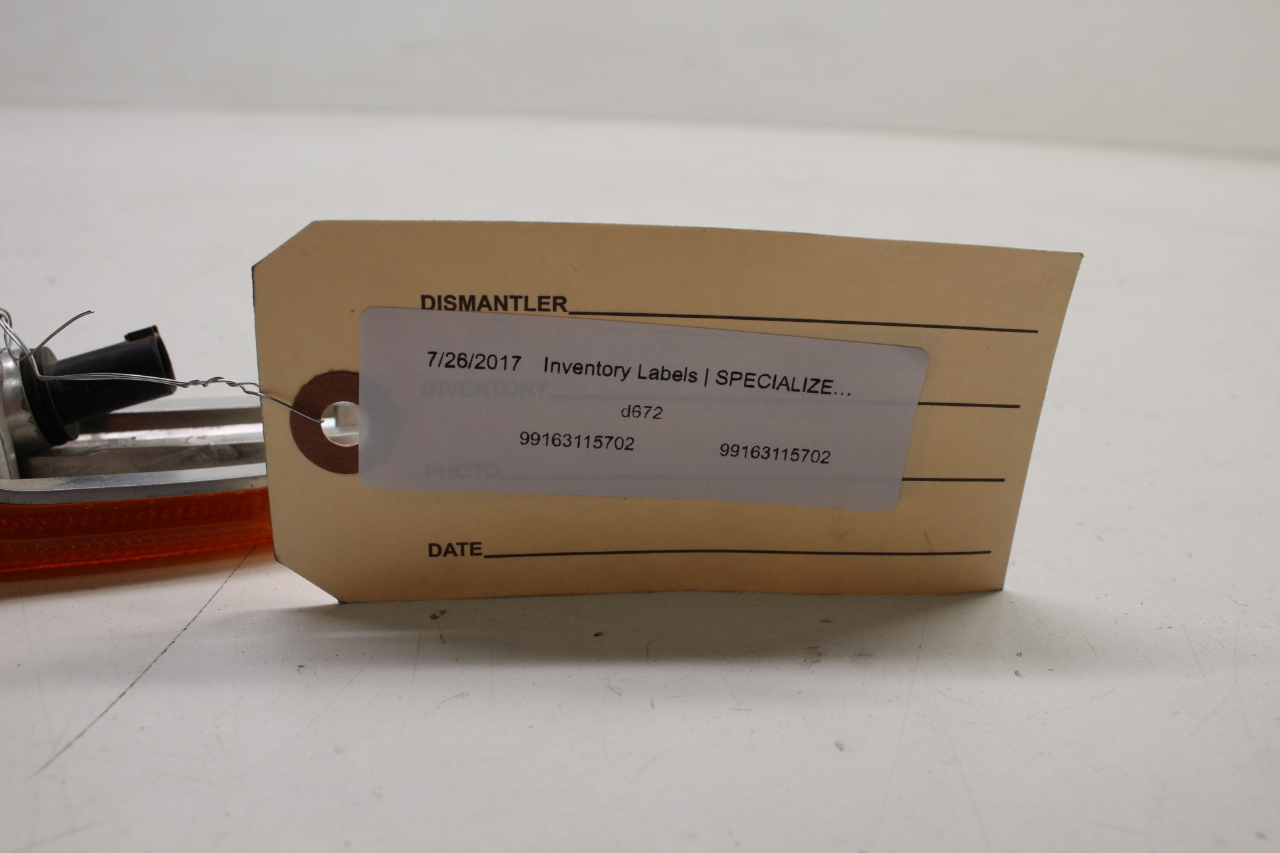 DISMANTLER
7/26/2017 Inventory Labels | SPECIALIZE...
INVENTORY
d672
99163115702 99163115702
PHOTO
DATE